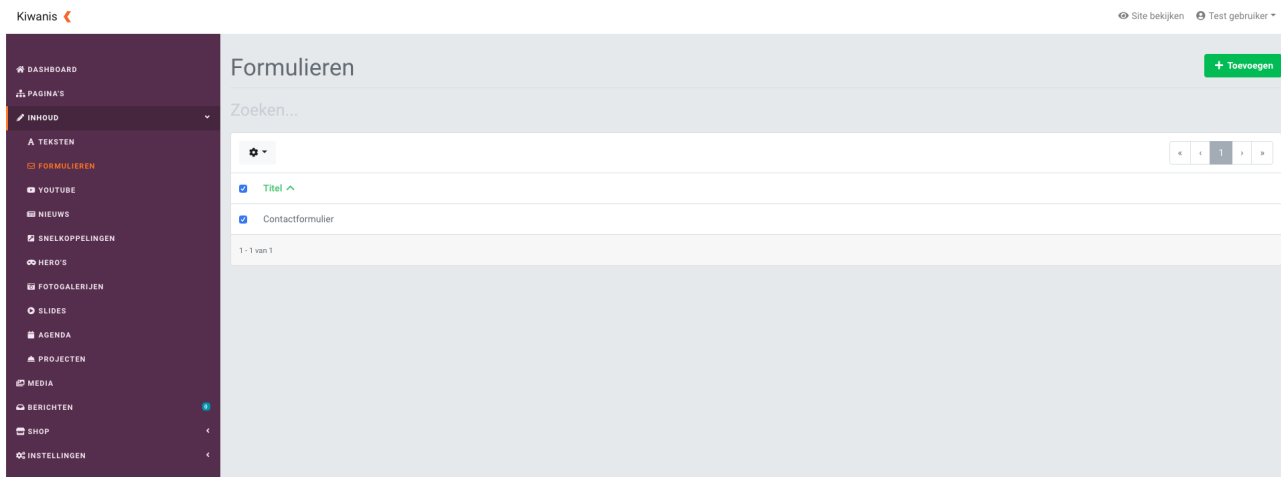 Kiwanis
Site bekijken
Test gebruiker
DASHBOARD
PAGINA'S
INHOUD
TEKSTEN
FORMULIEREN
YOUTUBE
NIEUWS
SNELKOPPELINGEN
HERO'S
FOTOGALERIJEN
SLIDES
AGENDA
PROJECTEN
MEDIA
BERICHTEN 0
SHOP
INSTELLINGEN
Formulieren
+ Toevoegen
Zoeken...
« ‹ 1 › »
Titel
Contactformulier
1 - 1 van 1